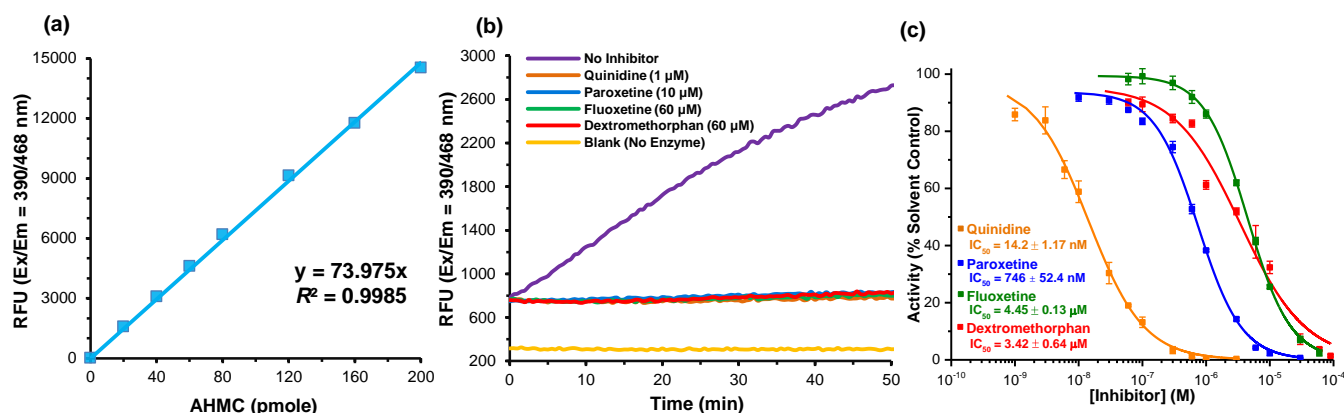 (a)
15000
12000
9000
6000
3000
0
RFU (Ex/Em = 390/468 nm)
y = 73.975x
R² = 0.9985
0 40 80 120 160 200
AHMC (pmole)
(b)
3000
2600
2200
1800
1400
1000
600
200
RFU (Ex/Em = 390/468 nm)
No Inhibitor
Quinidine (1 µM)
Paroxetine (10 µM)
Fluoxetine (60 µM)
Dextromethorphan (60 µM)
Blank (No Enzyme)
0 10 20 30 40 50
Time (min)
(c)
100
80
60
40
20
0
Activity (% Solvent Control)
Quinidine
IC50 = 14.2 ± 1.17 nM
Paroxetine
IC50 = 746 ± 52.4 nM
Fluoxetine
IC50 = 4.45 ± 0.13 µM
Dextromethorphan
IC50 = 3.42 ± 0.64 µM
10-10 10-9 10-8 10-7 10-6 10-5 10-4
[Inhibitor] (M)